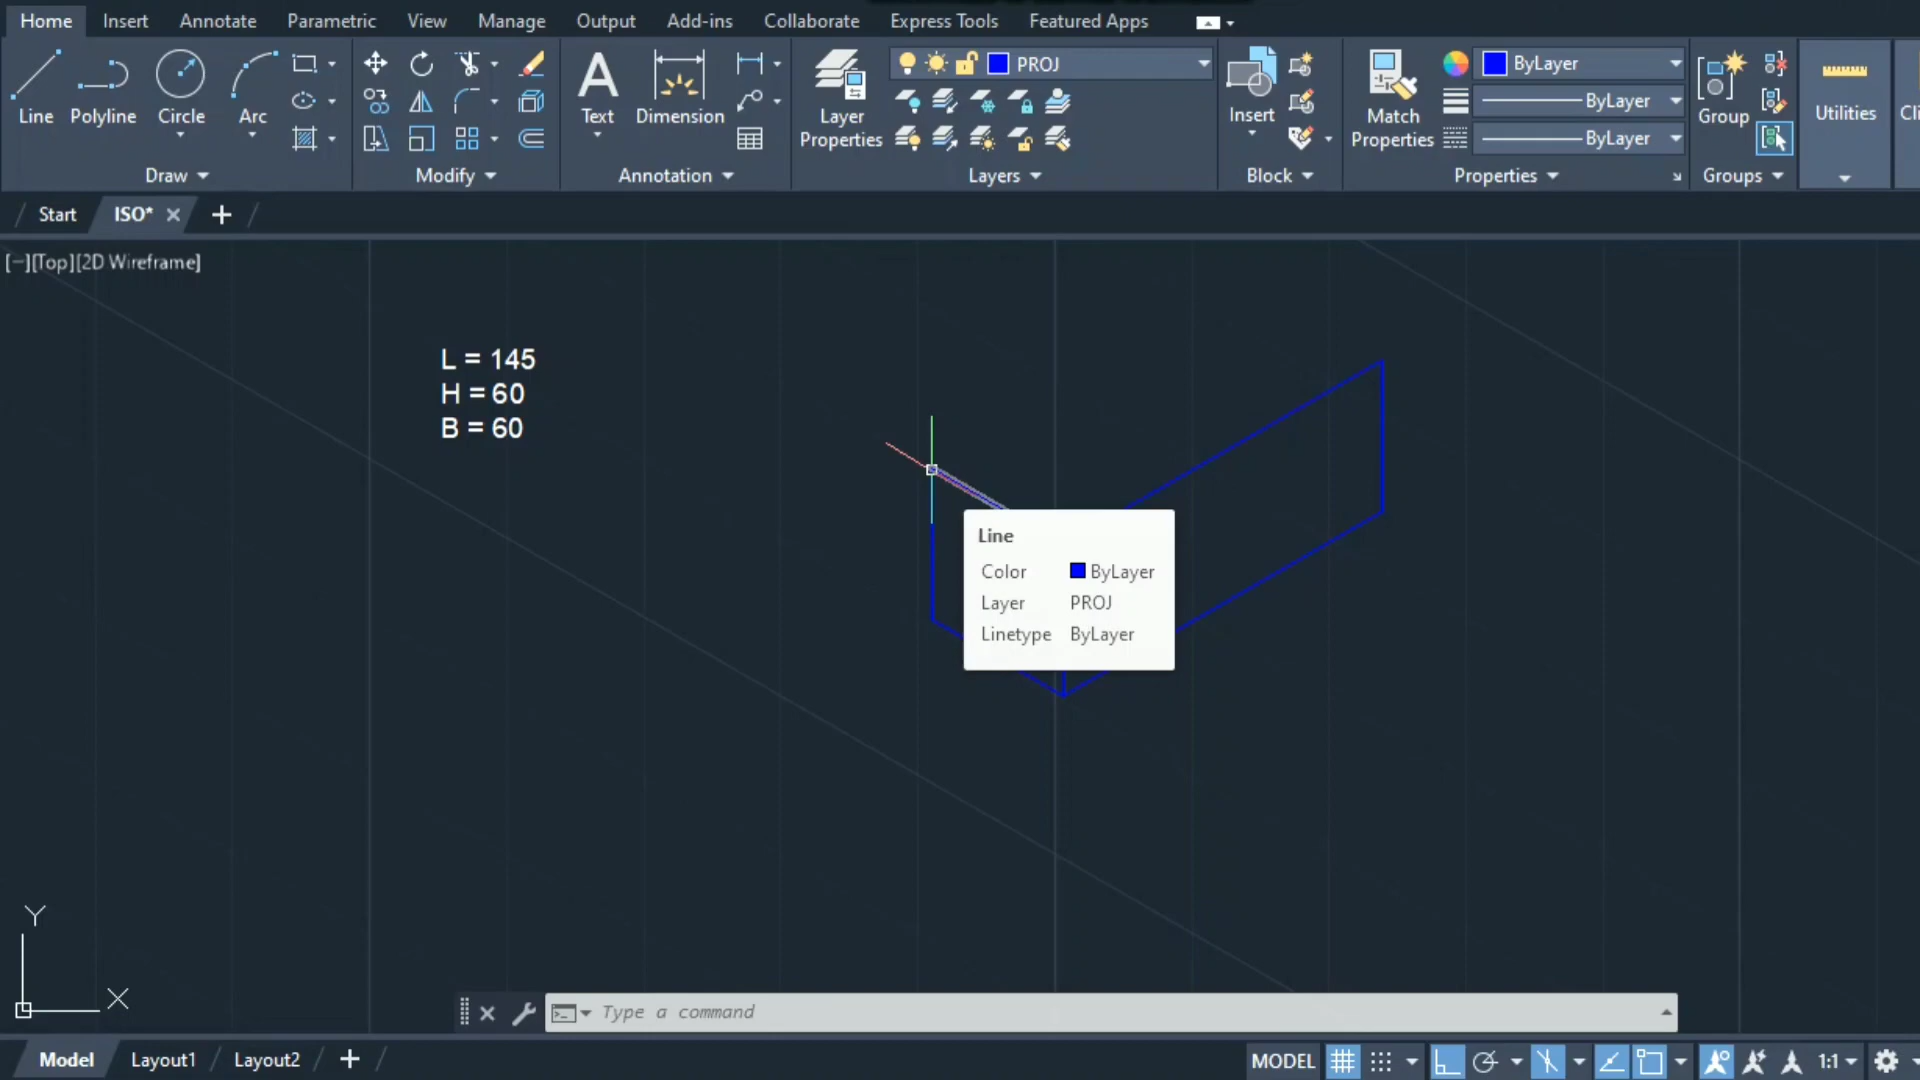 Home Insert Annotate Parametric View Manage Output Add-ins Collaborate Express Tools Featured Apps
PROJ
ByLayer
ByLayer
ByLayer
Line Polyline Circle Arc
Text Dimension
Layer
Properties
Insert
Match
Properties
Group
Utilities
Draw Modify Annotation Layers Block Properties Groups
Start ISO*
[−][Top][2D Wireframe]
L = 145
H = 60
B = 60
Line
Color ByLayer
Layer PROJ
Linetype ByLayer
Y
X
Type a command
Model Layout1 Layout2
MODEL
1:1